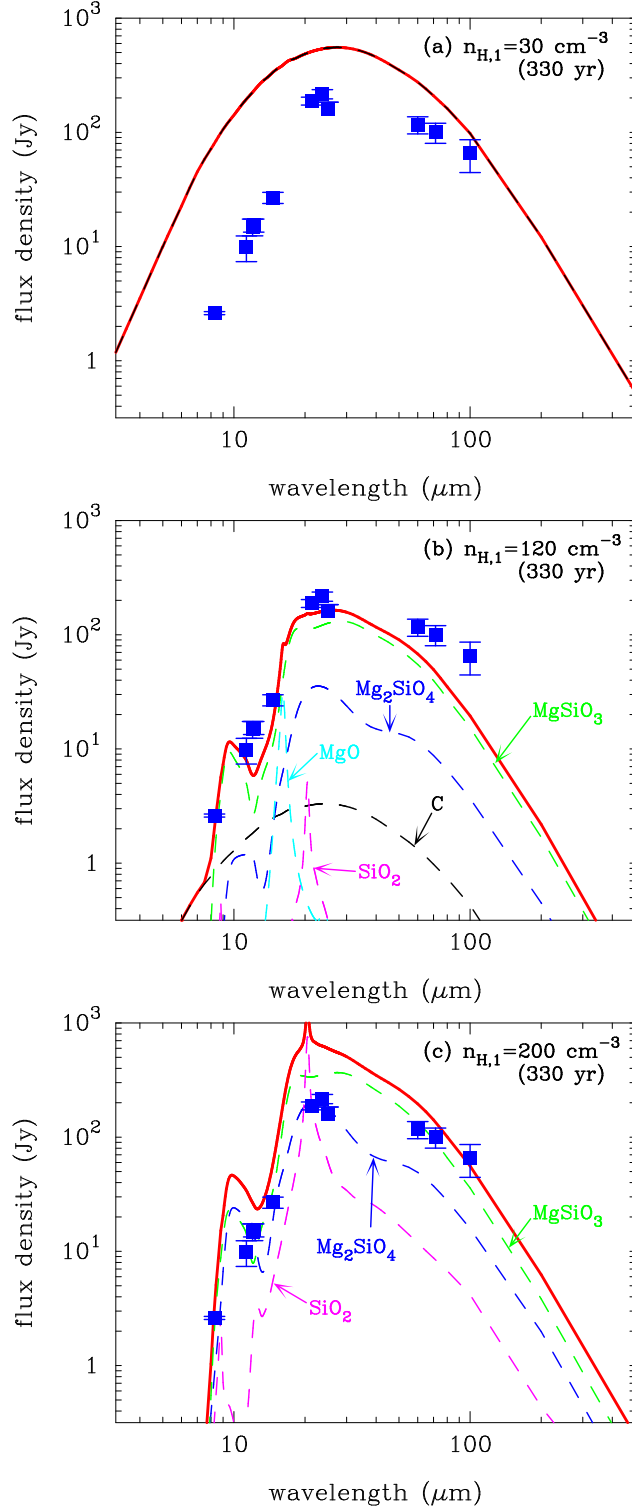 10³
(a) n_H,1=30 cm⁻³
(330 yr)
10²
10¹
1
flux density (Jy)
10
100
wavelength (μm)
10³
(b) n_H,1=120 cm⁻³
(330 yr)
10²
Mg₂SiO₄
MgSiO₃
10¹
MgO
C
1
SiO₂
flux density (Jy)
10
100
wavelength (μm)
10³
(c) n_H,1=200 cm⁻³
(330 yr)
10²
MgSiO₃
Mg₂SiO₄
10¹
SiO₂
1
flux density (Jy)
10
100
wavelength (μm)